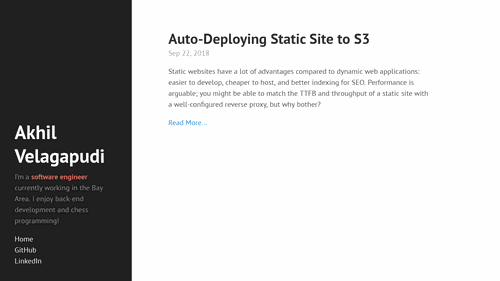 Akhil
Velagapudi
I'm a software engineer
currently working in the Bay
Area. I enjoy back-end
development and chess
programming!
Home
GitHub
LinkedIn
Auto-Deploying Static Site to S3
Sep 22, 2018
Static websites have a lot of advantages compared to dynamic web applications:
easier to develop, cheaper to host, and better indexing for SEO. Performance is
arguable; you might be able to match the TTFB and throughput of a static site with
a well-configured reverse proxy, but why bother?
Read More...